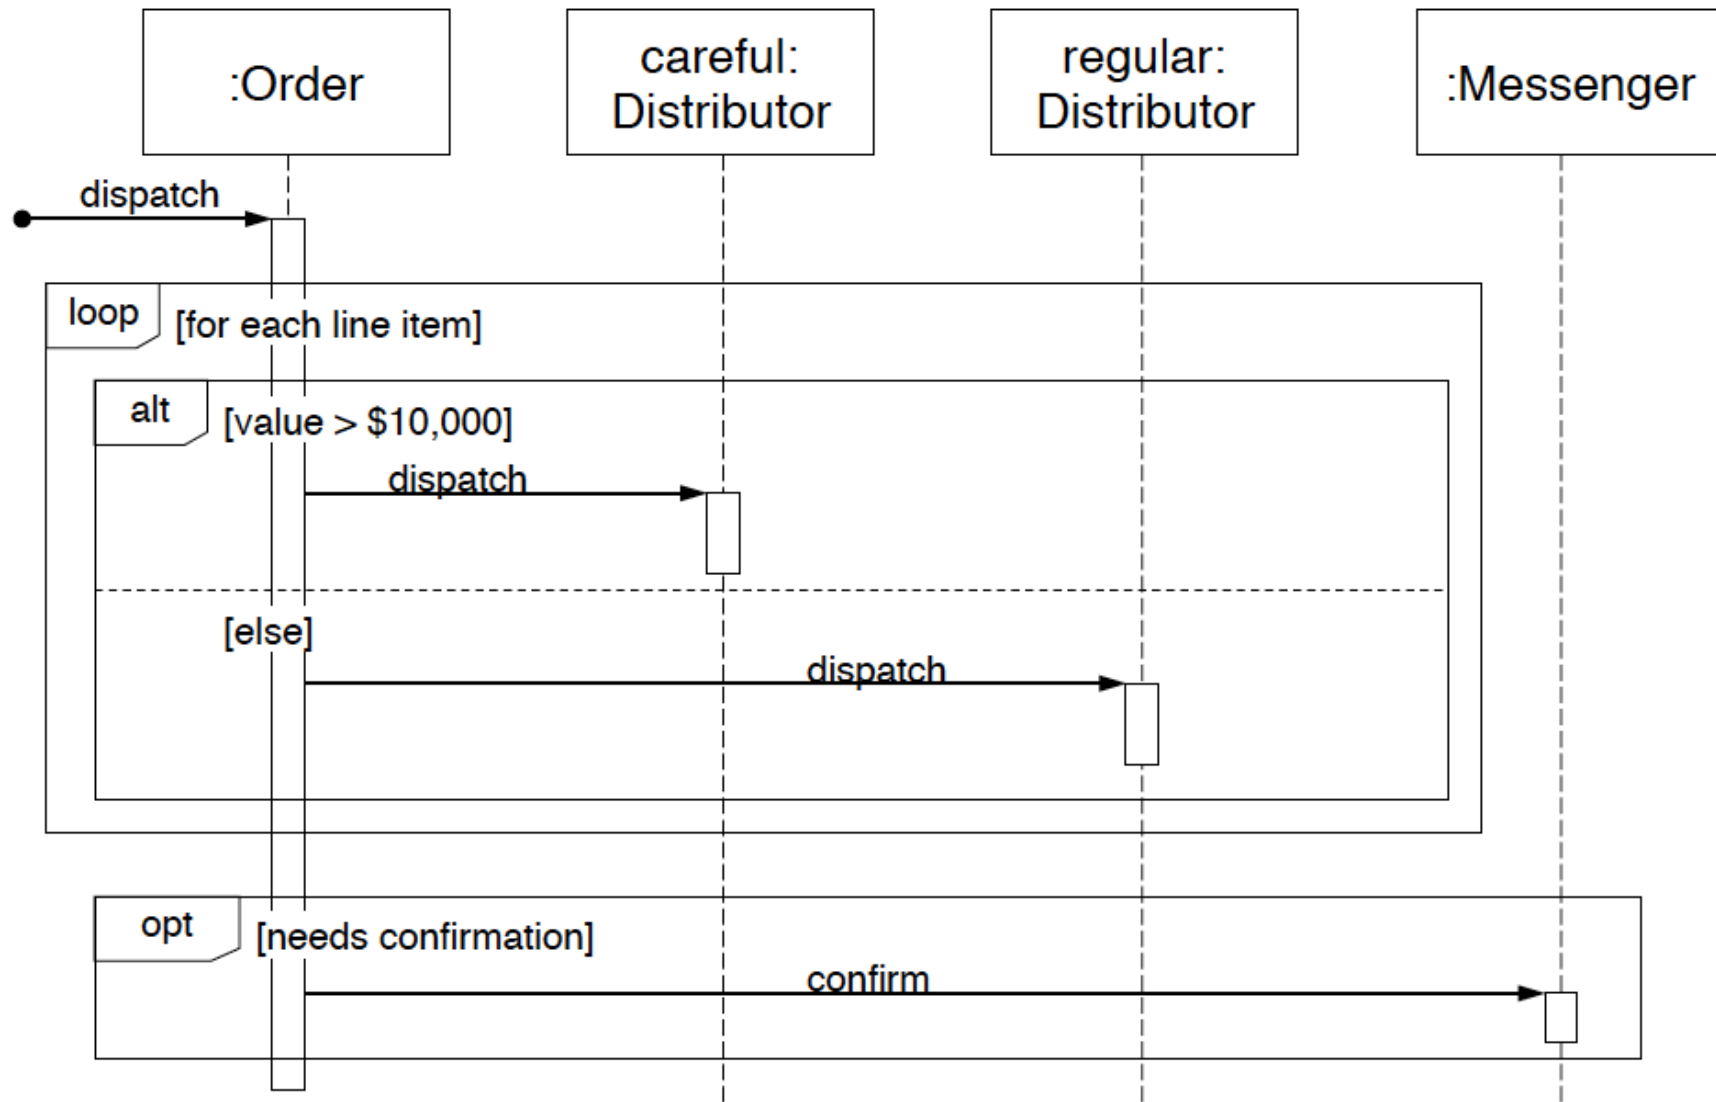 :Order
careful:
Distributor
regular:
Distributor
:Messenger
dispatch
loop
[for each line item]
alt
[value > $10,000]
dispatch
[else]
dispatch
opt
[needs confirmation]
confirm